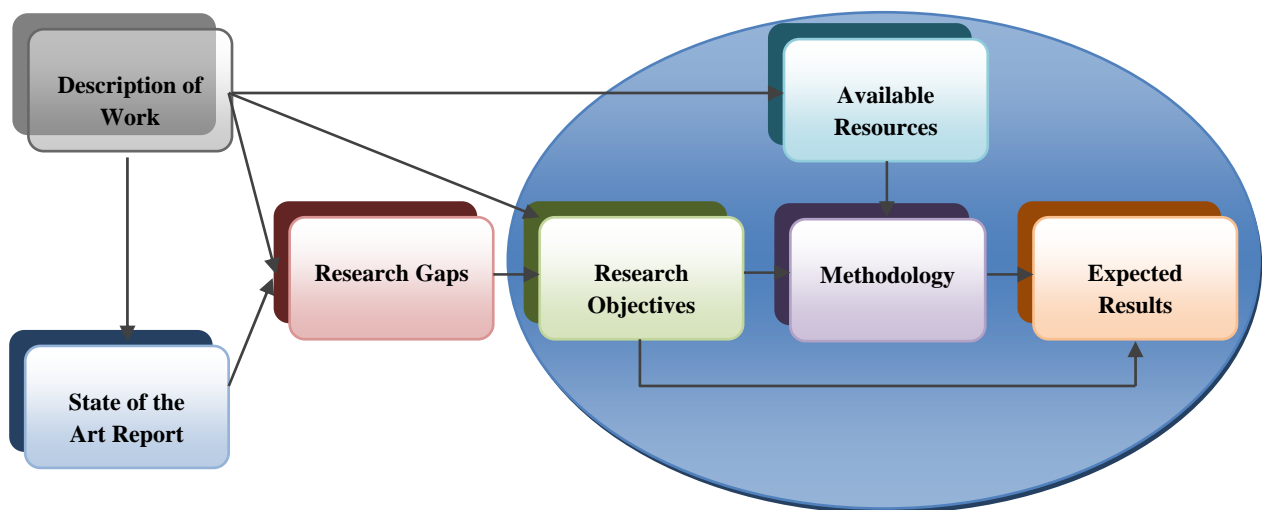 Description of
Work
Available
Resources
Research Gaps
Research
Objectives
Methodology
Expected
Results
State of the
Art Report